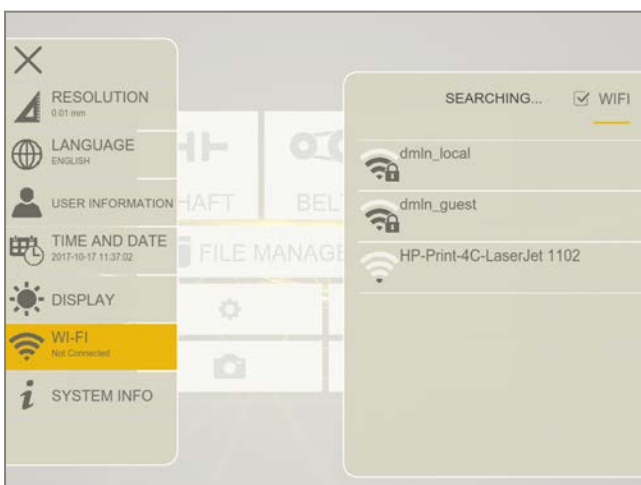 RESOLUTION
0.01 mm
LANGUAGE
ENGLISH
USER INFORMATION
TIME AND DATE
2017-10-17 11:37:02
DISPLAY
WI-FI
Not Connected
SYSTEM INFO
HAFT
BEL
FILE MANAGE
SEARCHING...
WIFI
dmln_local
dmln_guest
HP-Print-4C-LaserJet 1102